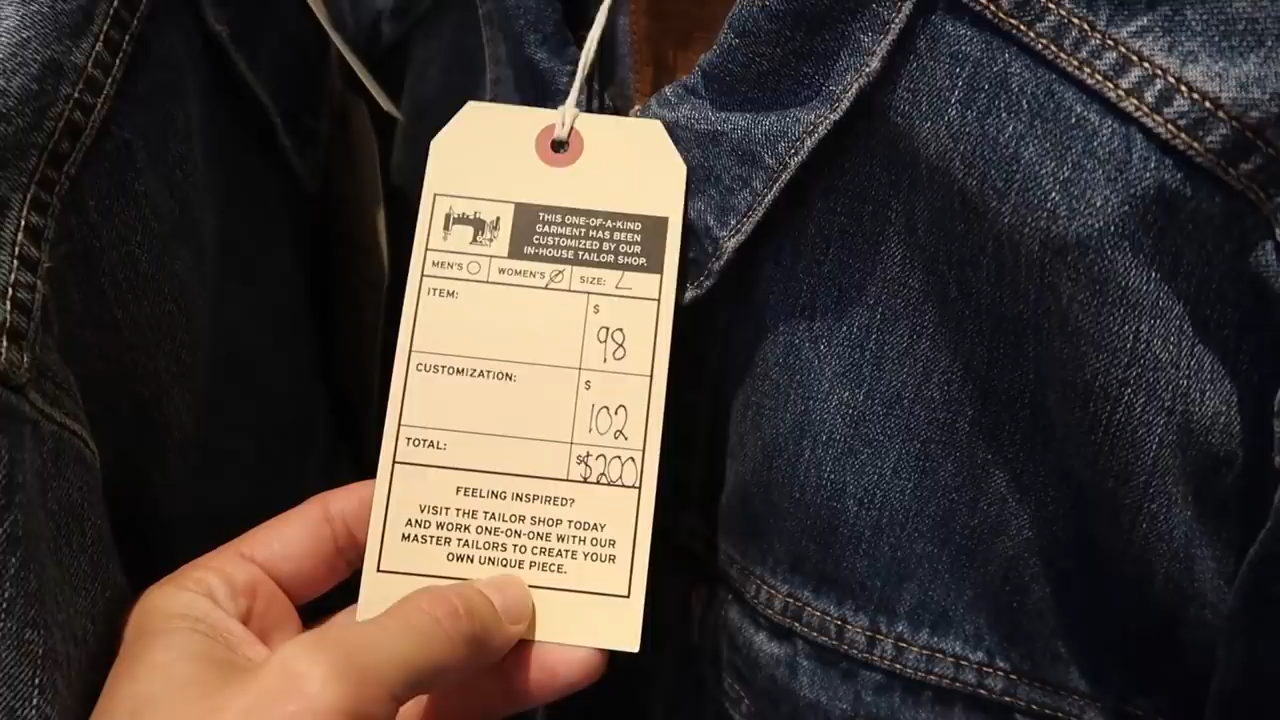 THIS ONE-OF-A-KIND
GARMENT HAS BEEN
CUSTOMIZED BY OUR
IN-HOUSE TAILOR SHOP.
MEN'S WOMEN'S SIZE: L
ITEM: $
98
CUSTOMIZATION: $
102
TOTAL: $$200
FEELING INSPIRED?
VISIT THE TAILOR SHOP TODAY
AND WORK ONE-ON-ONE WITH OUR
MASTER TAILORS TO CREATE YOUR
OWN UNIQUE PIECE.